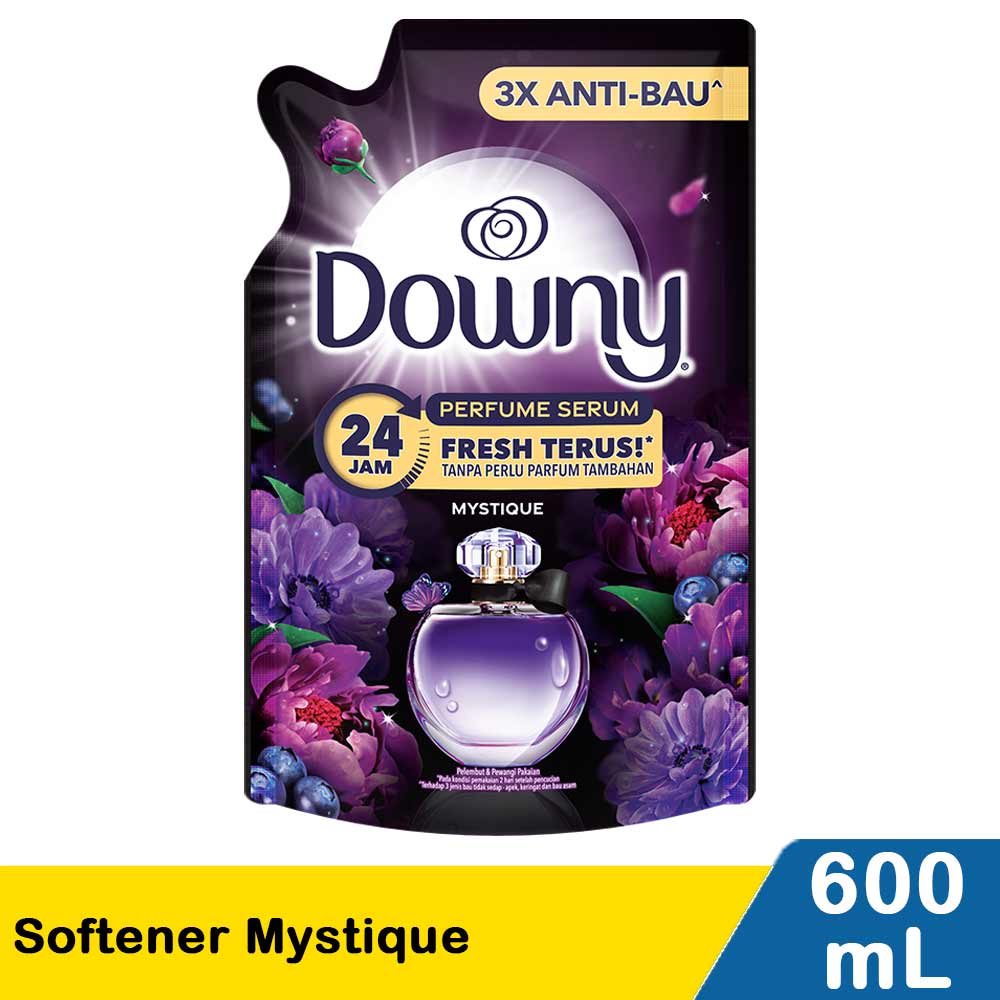 3X ANTI-BAU^
Downy®
PERFUME SERUM
24
JAM
FRESH TERUS!*
TANPA PERLU PARFUM TAMBAHAN
MYSTIQUE
Pelembut & Pewangi Pakaian
*Pada kondisi pemakaian 2 hari setelah pencucian
^Terhadap 3 jenis bau tidak sedap - apek, keringat dan bau asam
Softener Mystique
600
mL